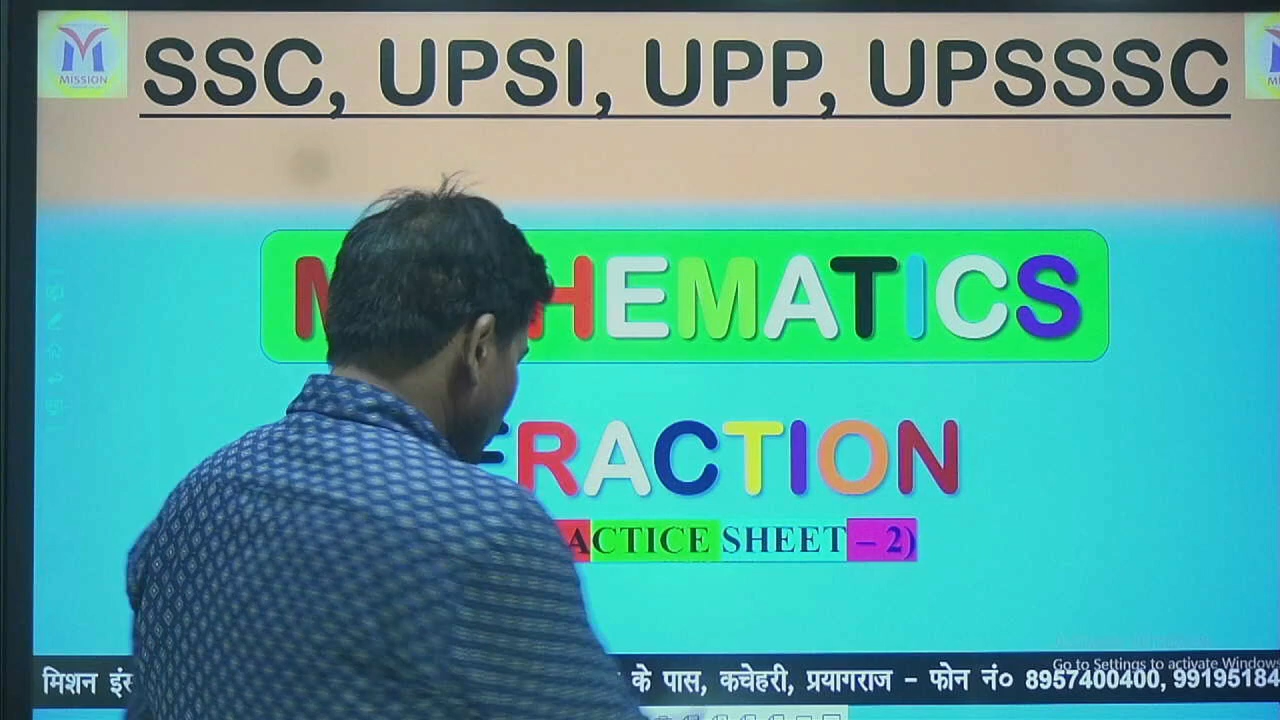 MISSION
SSC, UPSI, UPP, UPSSSC
HEMATICS
FRACTION
ACTICE SHEET – 2)
Go to Settings to activate Windows
मिशन के पास, कचेहरी, प्रयागराज – फोन नं० 8957400400, 99195184